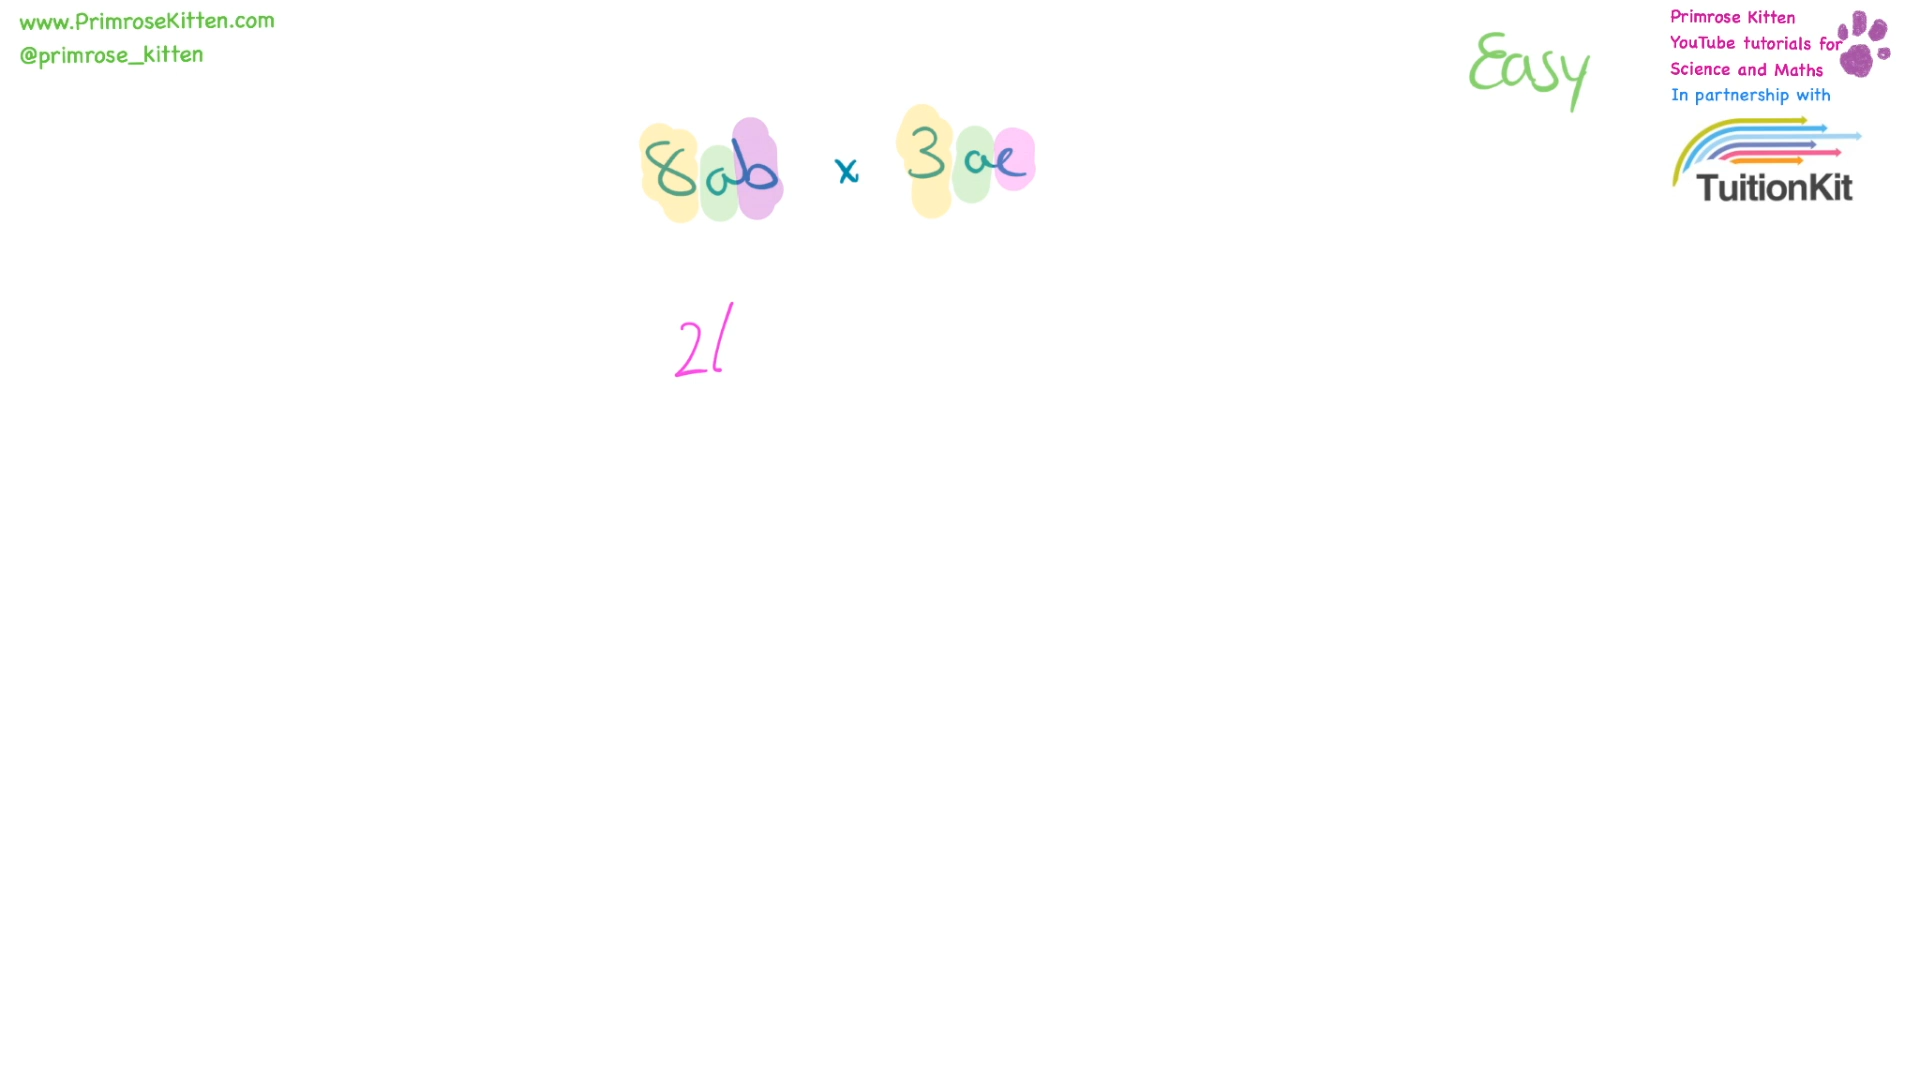 www.PrimroseKitten.com
@primrose_kitten
Easy
Primrose Kitten
YouTube tutorials for
Science and Maths
In partnership with
TuitionKit
8ab x 3ae
2